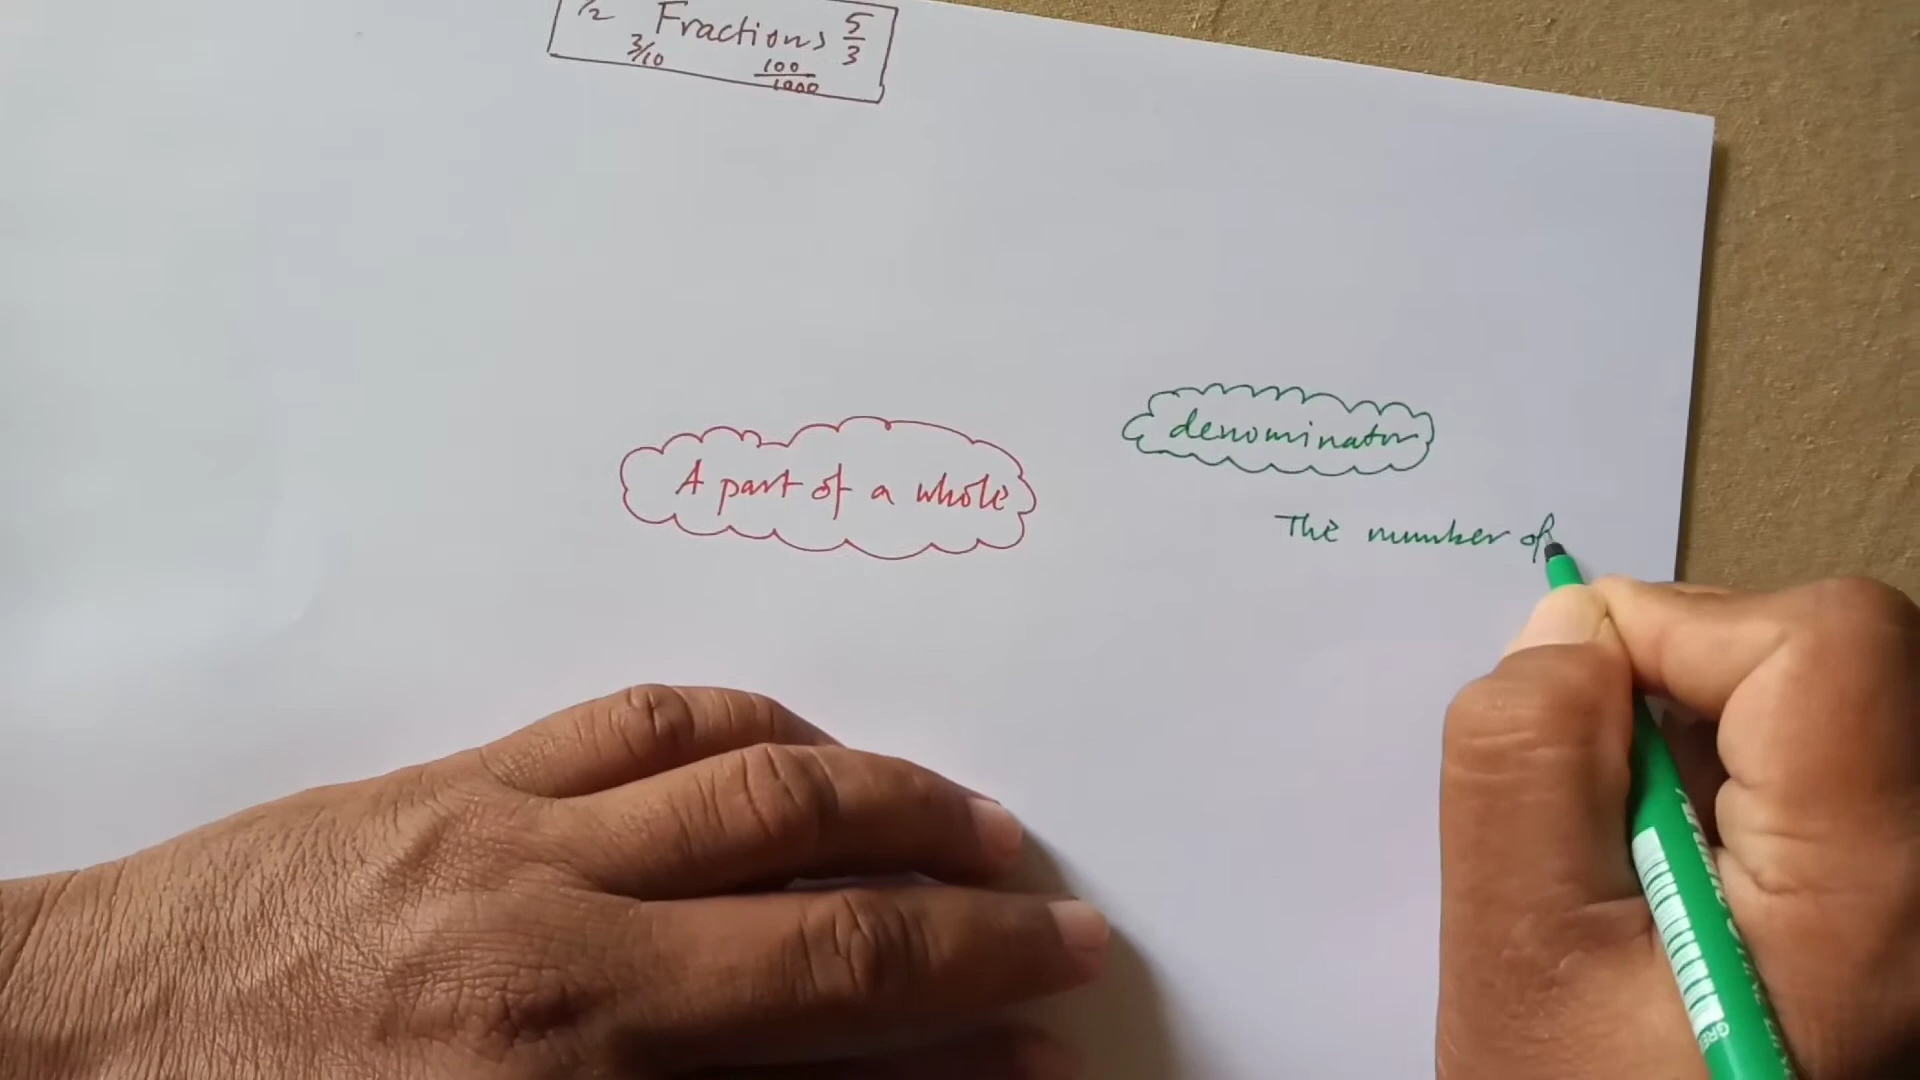 1/2 Fractions 5/3
3/10 100/1000
denominator
A part of a whole
The number of